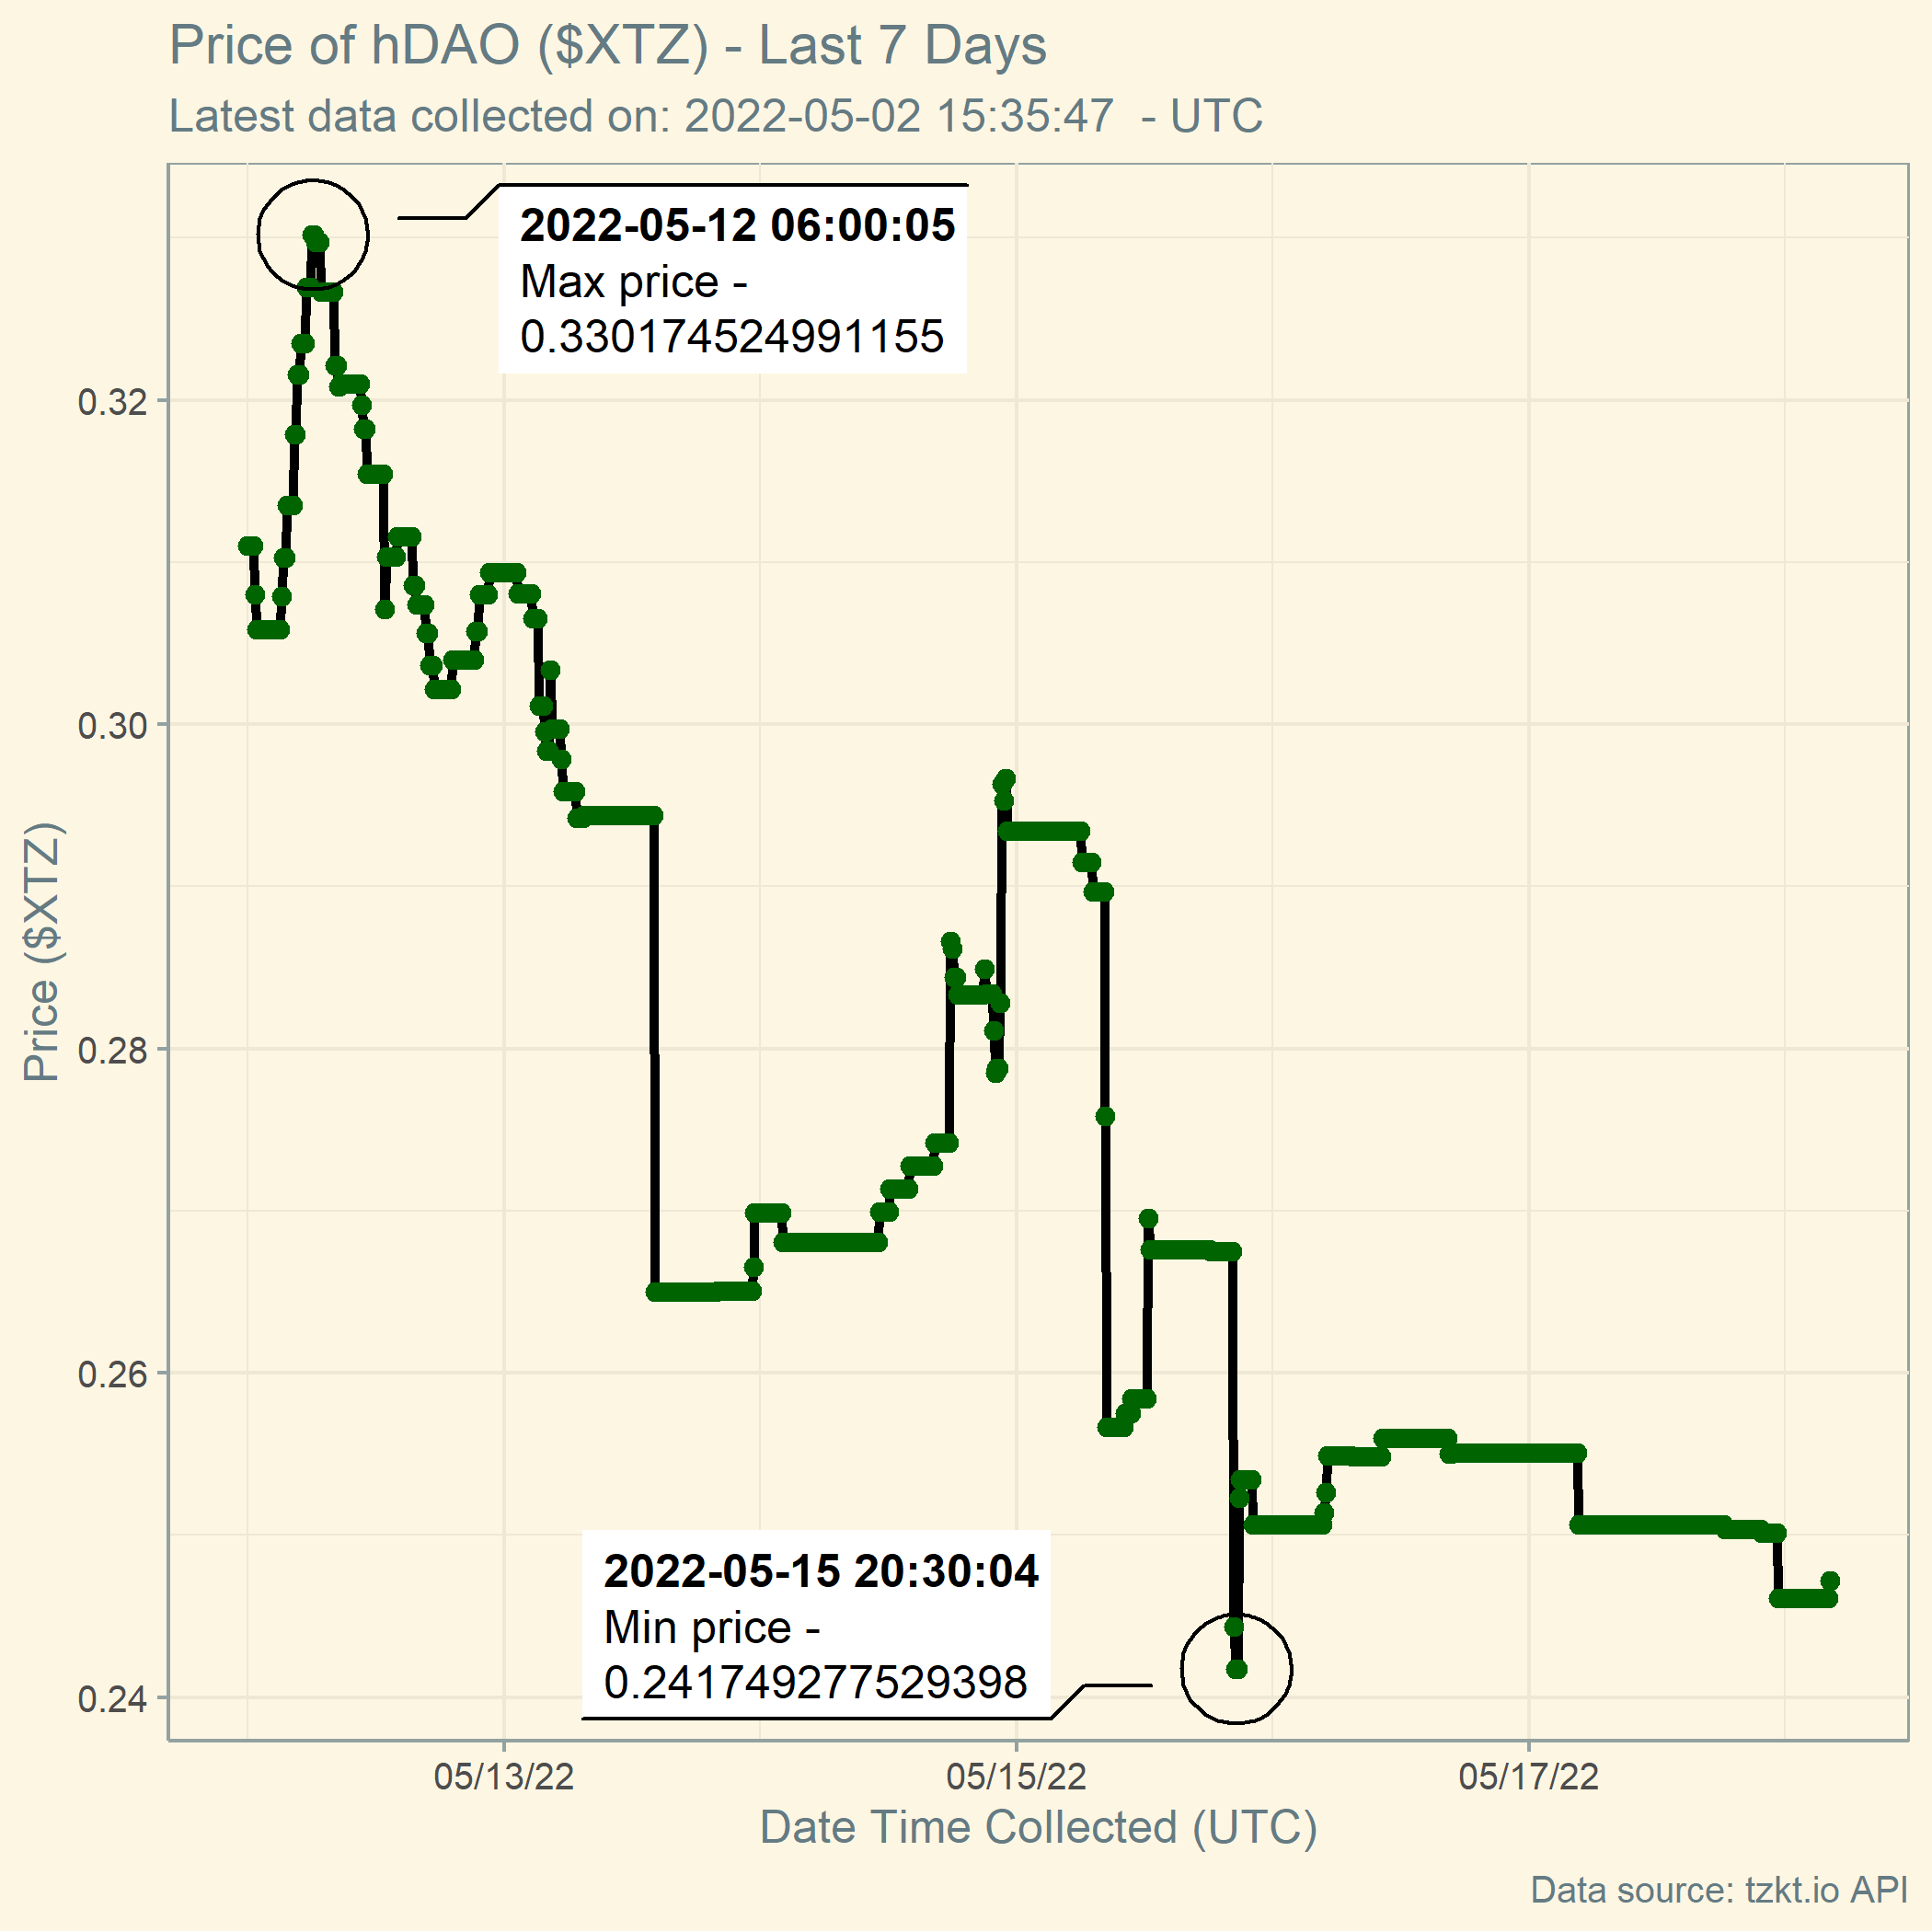 Price of hDAO ($XTZ) - Last 7 Days
Latest data collected on: 2022-05-02 15:35:47  - UTC
2022-05-12 06:00:05
Max price -
0.330174524991155
0.32
0.30
0.28
0.26
0.24
Price ($XTZ)
2022-05-15 20:30:04
Min price -
0.241749277529398
05/13/22
05/15/22
05/17/22
Date Time Collected (UTC)
Data source: tzkt.io API